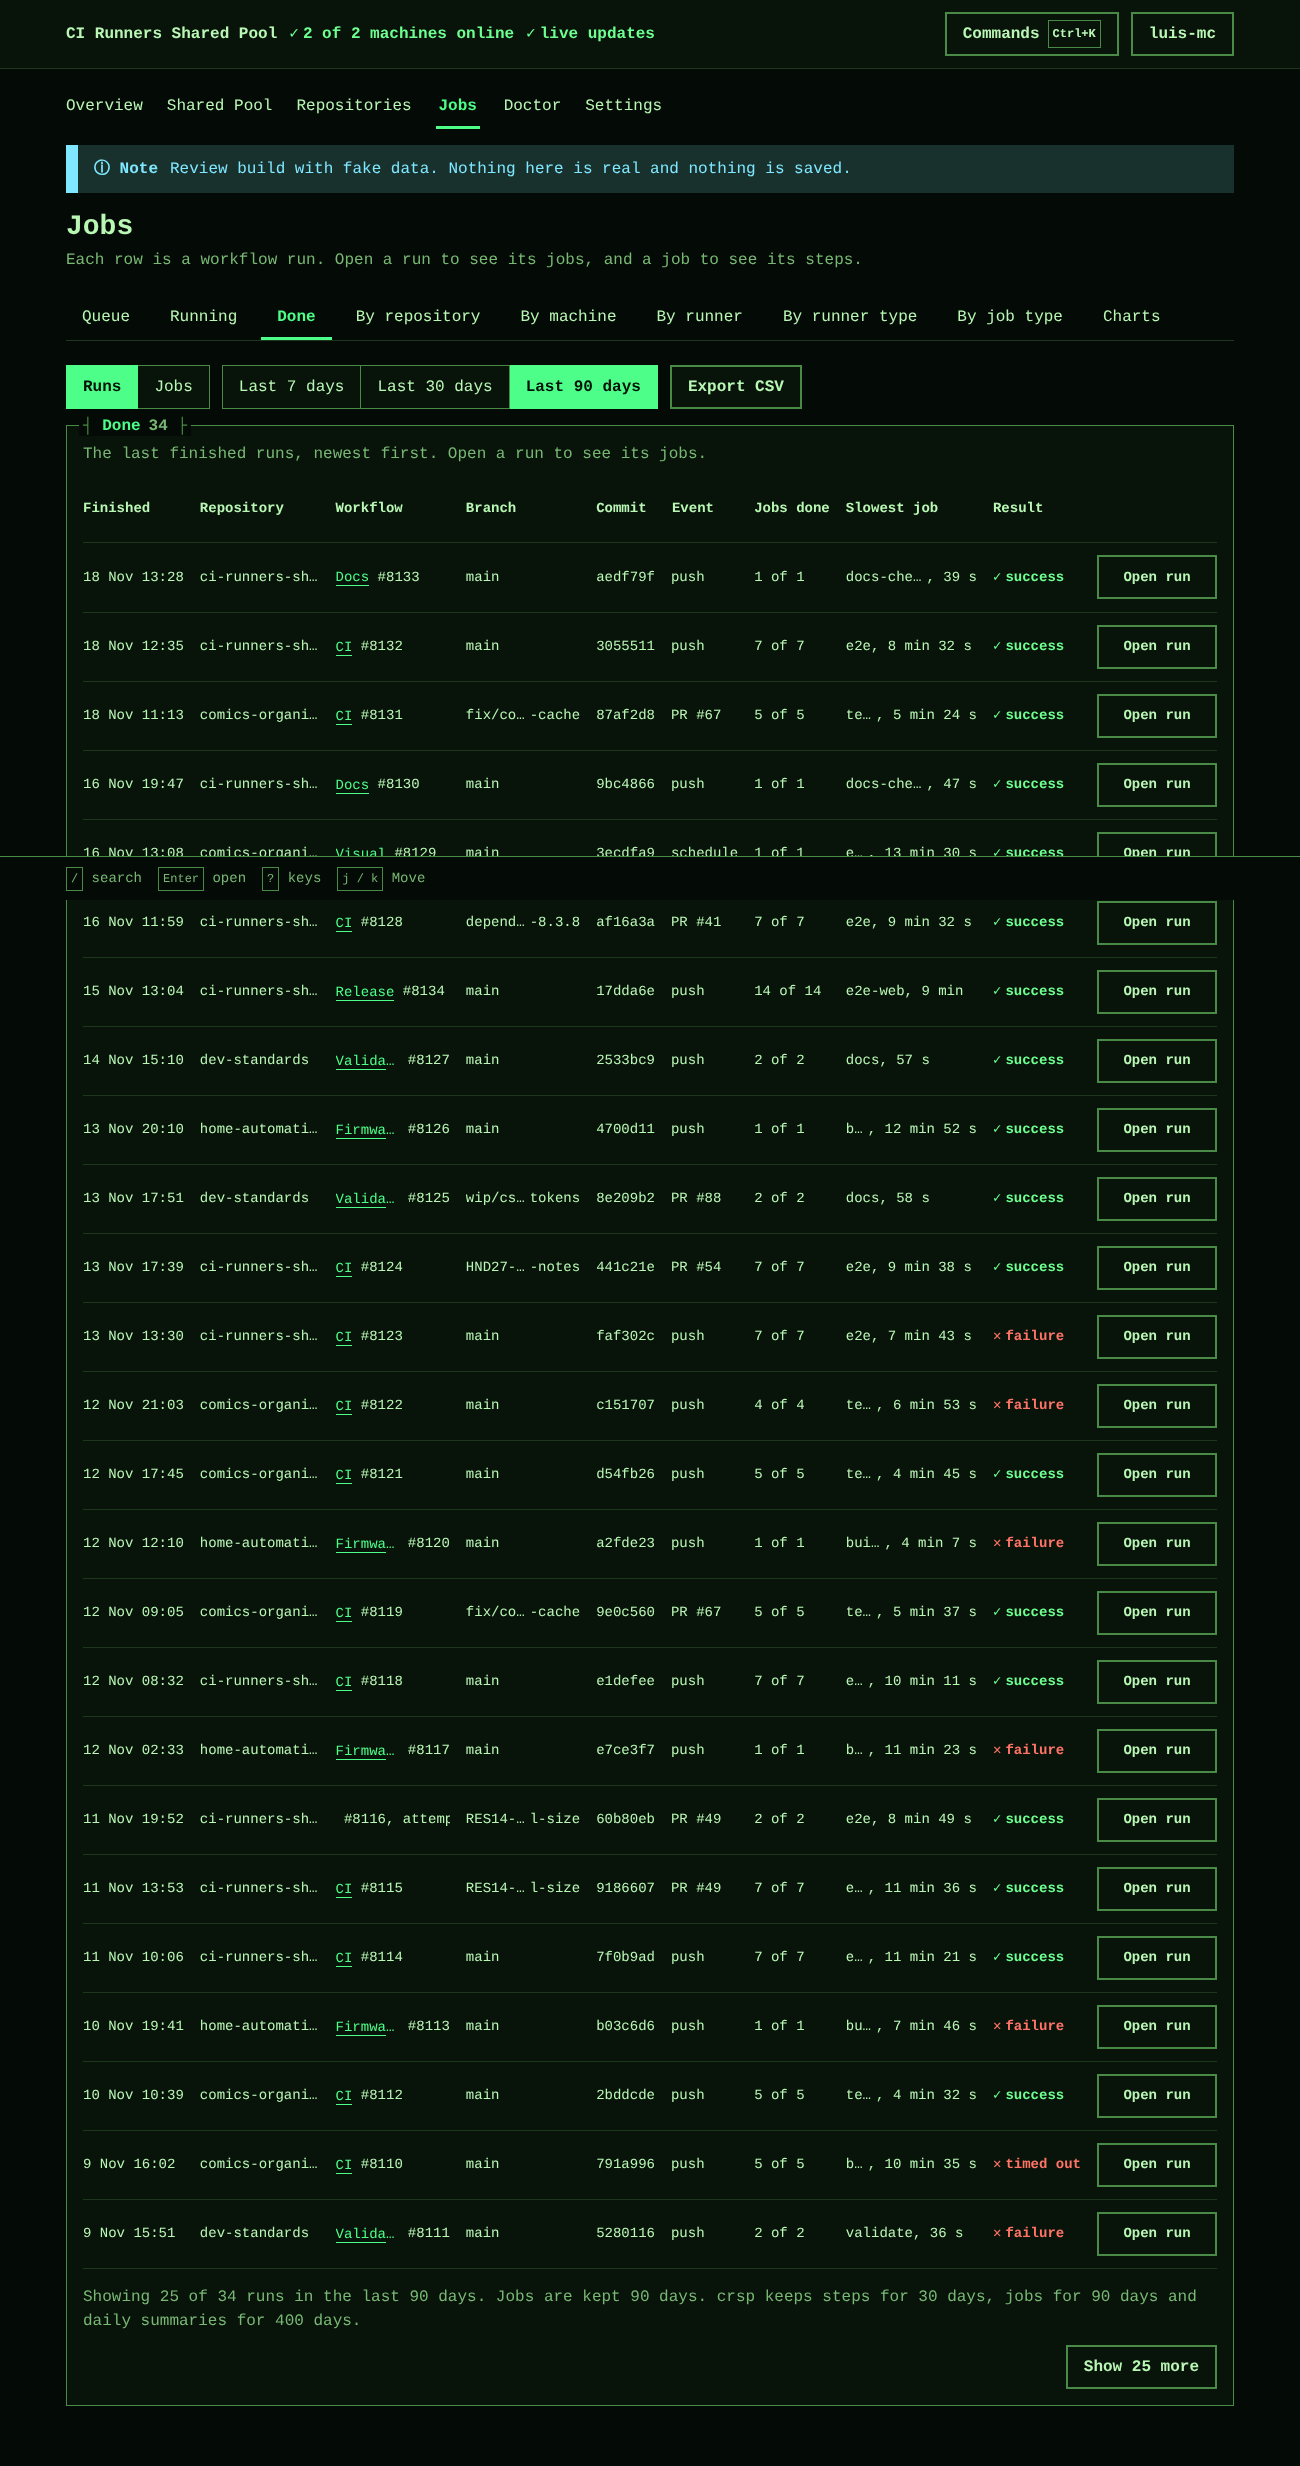 CI Runners Shared Pool ✓ 2 of 2 machines online ✓ live updates Commands Ctrl+K luis-mc
Overview Shared Pool Repositories Jobs Doctor Settings
ⓘ Note Review build with fake data. Nothing here is real and nothing is saved.
Jobs
Each row is a workflow run. Open a run to see its jobs, and a job to see its steps.
Queue Running Done By repository By machine By runner By runner type By job type Charts
Runs Jobs Last 7 days Last 30 days Last 90 days Export CSV
Done 34
The last finished runs, newest first. Open a run to see its jobs.
Finished Repository Workflow Branch Commit Event Jobs done Slowest job Result
18 Nov 13:28 ci-runners-sh… Docs #8133 main aedf79f push 1 of 1 docs-che… , 39 s ✓ success Open run
18 Nov 12:35 ci-runners-sh… CI #8132 main 3055511 push 7 of 7 e2e, 8 min 32 s ✓ success Open run
18 Nov 11:13 comics-organi… CI #8131 fix/co… -cache 87af2d8 PR #67 5 of 5 te… , 5 min 24 s ✓ success Open run
16 Nov 19:47 ci-runners-sh… Docs #8130 main 9bc4866 push 1 of 1 docs-che… , 47 s ✓ success Open run
16 Nov 13:08 comics-organi… Visual #8129 main 3ecdfa9 schedule 1 of 1 e… , 13 min 30 s ✓ success Open run
/ search Enter open ? keys j / k Move
16 Nov 11:59 ci-runners-sh… CI #8128 depend… -8.3.8 af16a3a PR #41 7 of 7 e2e, 9 min 32 s ✓ success Open run
15 Nov 13:04 ci-runners-sh… Release #8134 main 17dda6e push 14 of 14 e2e-web, 9 min ✓ success Open run
14 Nov 15:10 dev-standards Valida… #8127 main 2533bc9 push 2 of 2 docs, 57 s ✓ success Open run
13 Nov 20:10 home-automati… Firmwa… #8126 main 4700d11 push 1 of 1 b… , 12 min 52 s ✓ success Open run
13 Nov 17:51 dev-standards Valida… #8125 wip/cs… tokens 8e209b2 PR #88 2 of 2 docs, 58 s ✓ success Open run
13 Nov 17:39 ci-runners-sh… CI #8124 HND27-… -notes 441c21e PR #54 7 of 7 e2e, 9 min 38 s ✓ success Open run
13 Nov 13:30 ci-runners-sh… CI #8123 main faf302c push 7 of 7 e2e, 7 min 43 s × failure Open run
12 Nov 21:03 comics-organi… CI #8122 main c151707 push 4 of 4 te… , 6 min 53 s × failure Open run
12 Nov 17:45 comics-organi… CI #8121 main d54fb26 push 5 of 5 te… , 4 min 45 s ✓ success Open run
12 Nov 12:10 home-automati… Firmwa… #8120 main a2fde23 push 1 of 1 bui… , 4 min 7 s × failure Open run
12 Nov 09:05 comics-organi… CI #8119 fix/co… -cache 9e0c560 PR #67 5 of 5 te… , 5 min 37 s ✓ success Open run
12 Nov 08:32 ci-runners-sh… CI #8118 main e1defee push 7 of 7 e… , 10 min 11 s ✓ success Open run
12 Nov 02:33 home-automati… Firmwa… #8117 main e7ce3f7 push 1 of 1 b… , 11 min 23 s × failure Open run
11 Nov 19:52 ci-runners-sh… #8116, attemp RES14-… l-size 60b80eb PR #49 2 of 2 e2e, 8 min 49 s ✓ success Open run
11 Nov 13:53 ci-runners-sh… CI #8115 RES14-… l-size 9186607 PR #49 7 of 7 e… , 11 min 36 s ✓ success Open run
11 Nov 10:06 ci-runners-sh… CI #8114 main 7f0b9ad push 7 of 7 e… , 11 min 21 s ✓ success Open run
10 Nov 19:41 home-automati… Firmwa… #8113 main b03c6d6 push 1 of 1 bu… , 7 min 46 s × failure Open run
10 Nov 10:39 comics-organi… CI #8112 main 2bddcde push 5 of 5 te… , 4 min 32 s ✓ success Open run
9 Nov 16:02 comics-organi… CI #8110 main 791a996 push 5 of 5 b… , 10 min 35 s × timed out Open run
9 Nov 15:51 dev-standards Valida… #8111 main 5280116 push 2 of 2 validate, 36 s × failure Open run
Showing 25 of 34 runs in the last 90 days. Jobs are kept 90 days. crsp keeps steps for 30 days, jobs for 90 days and
daily summaries for 400 days.
Show 25 more